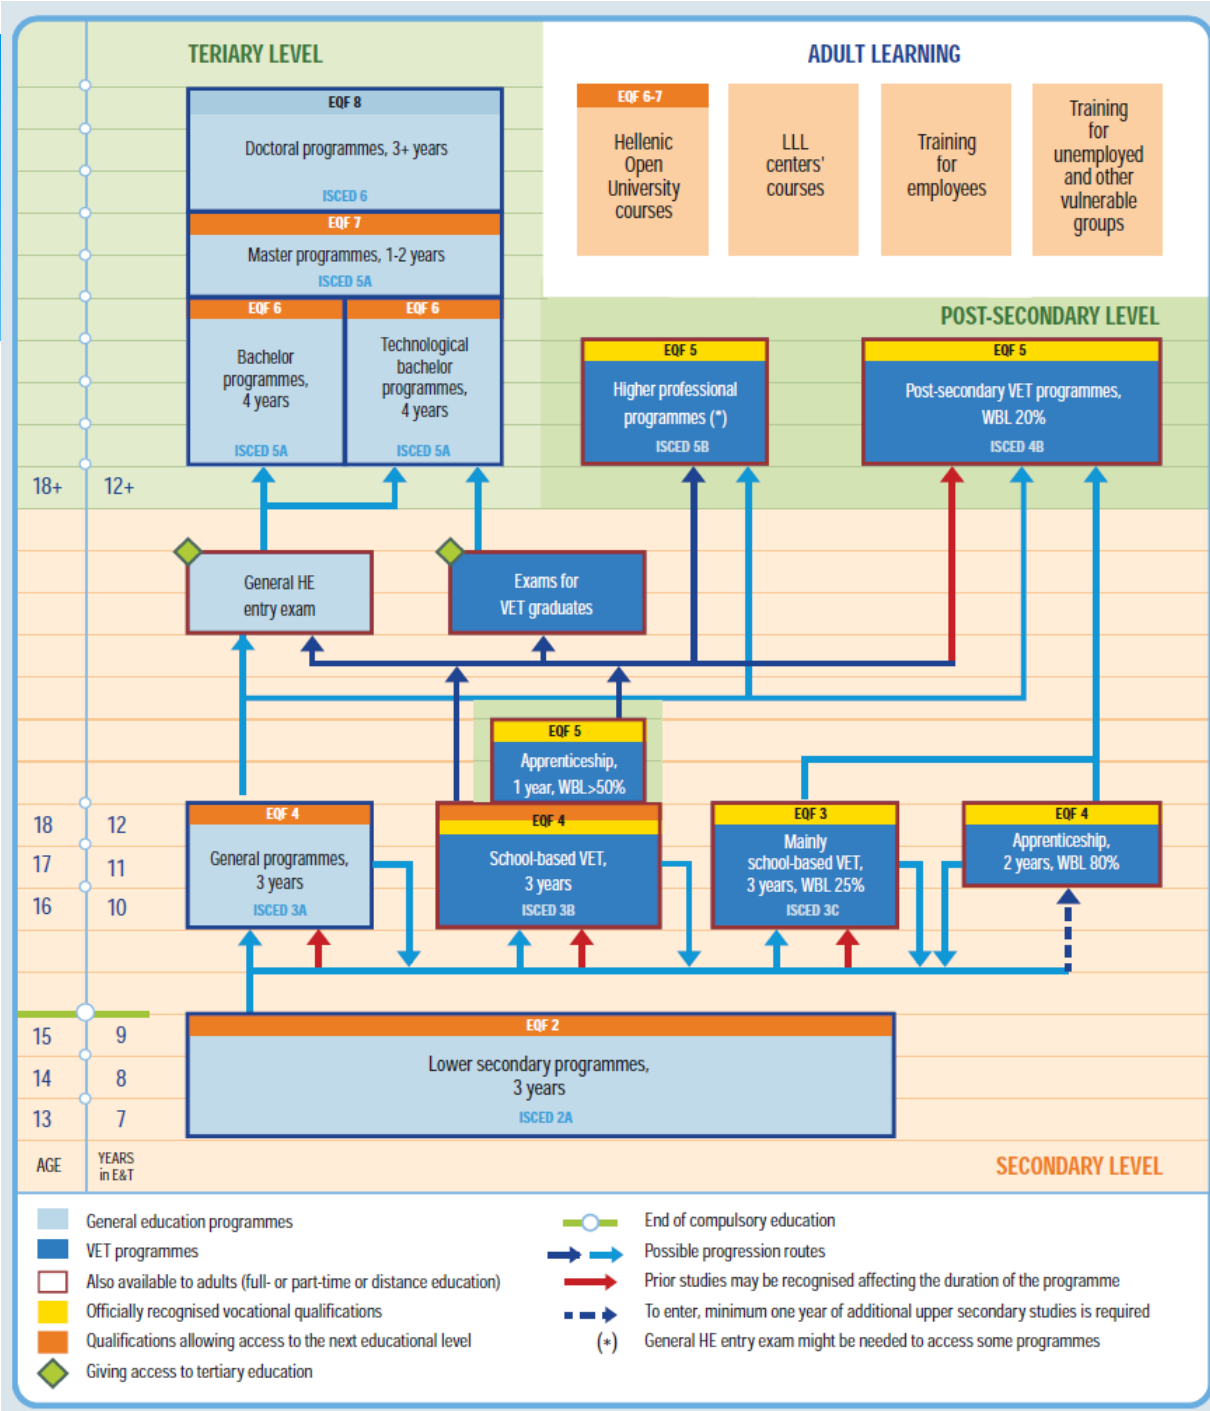 TERIARY LEVEL
EQF 8
Doctoral programmes, 3+ years
ISCED 6
EQF 7
Master programmes, 1-2 years
ISCED 5A
EQF 6
Bachelor
programmes,
4 years
ISCED 5A
EQF 6
Technological
bachelor
programmes,
4 years
ISCED 5A
ADULT LEARNING
EQF 6-7
Hellenic
Open
University
courses
LLL
centers'
courses
Training
for
employees
Training
for
unemployed
and other
vulnerable
groups
POST-SECONDARY LEVEL
EQF 5
Higher professional
programmes (*)
ISCED 5B
EQF 5
Post-secondary VET programmes,
WBL 20%
ISCED 4B
18+ 12+
General HE
entry exam
Exams for
VET graduates
EQF 5
Apprenticeship,
1 year, WBL>50%
18 12
17 11
16 10
EQF 4
General programmes,
3 years
ISCED 3A
EQF 4
School-based VET,
3 years
ISCED 3B
EQF 3
Mainly
school-based VET,
3 years, WBL 25%
ISCED 3C
EQF 4
Apprenticeship,
2 years, WBL 80%
15 9
14 8
13 7
EQF 2
Lower secondary programmes,
3 years
ISCED 2A
AGE
YEARS
in E&T
SECONDARY LEVEL
General education programmes
VET programmes
Also available to adults (full- or part-time or distance education)
Officially recognised vocational qualifications
Qualifications allowing access to the next educational level
Giving access to tertiary education
End of compulsory education
Possible progression routes
Prior studies may be recognised affecting the duration of the programme
To enter, minimum one year of additional upper secondary studies is required
(*) General HE entry exam might be needed to access some programmes